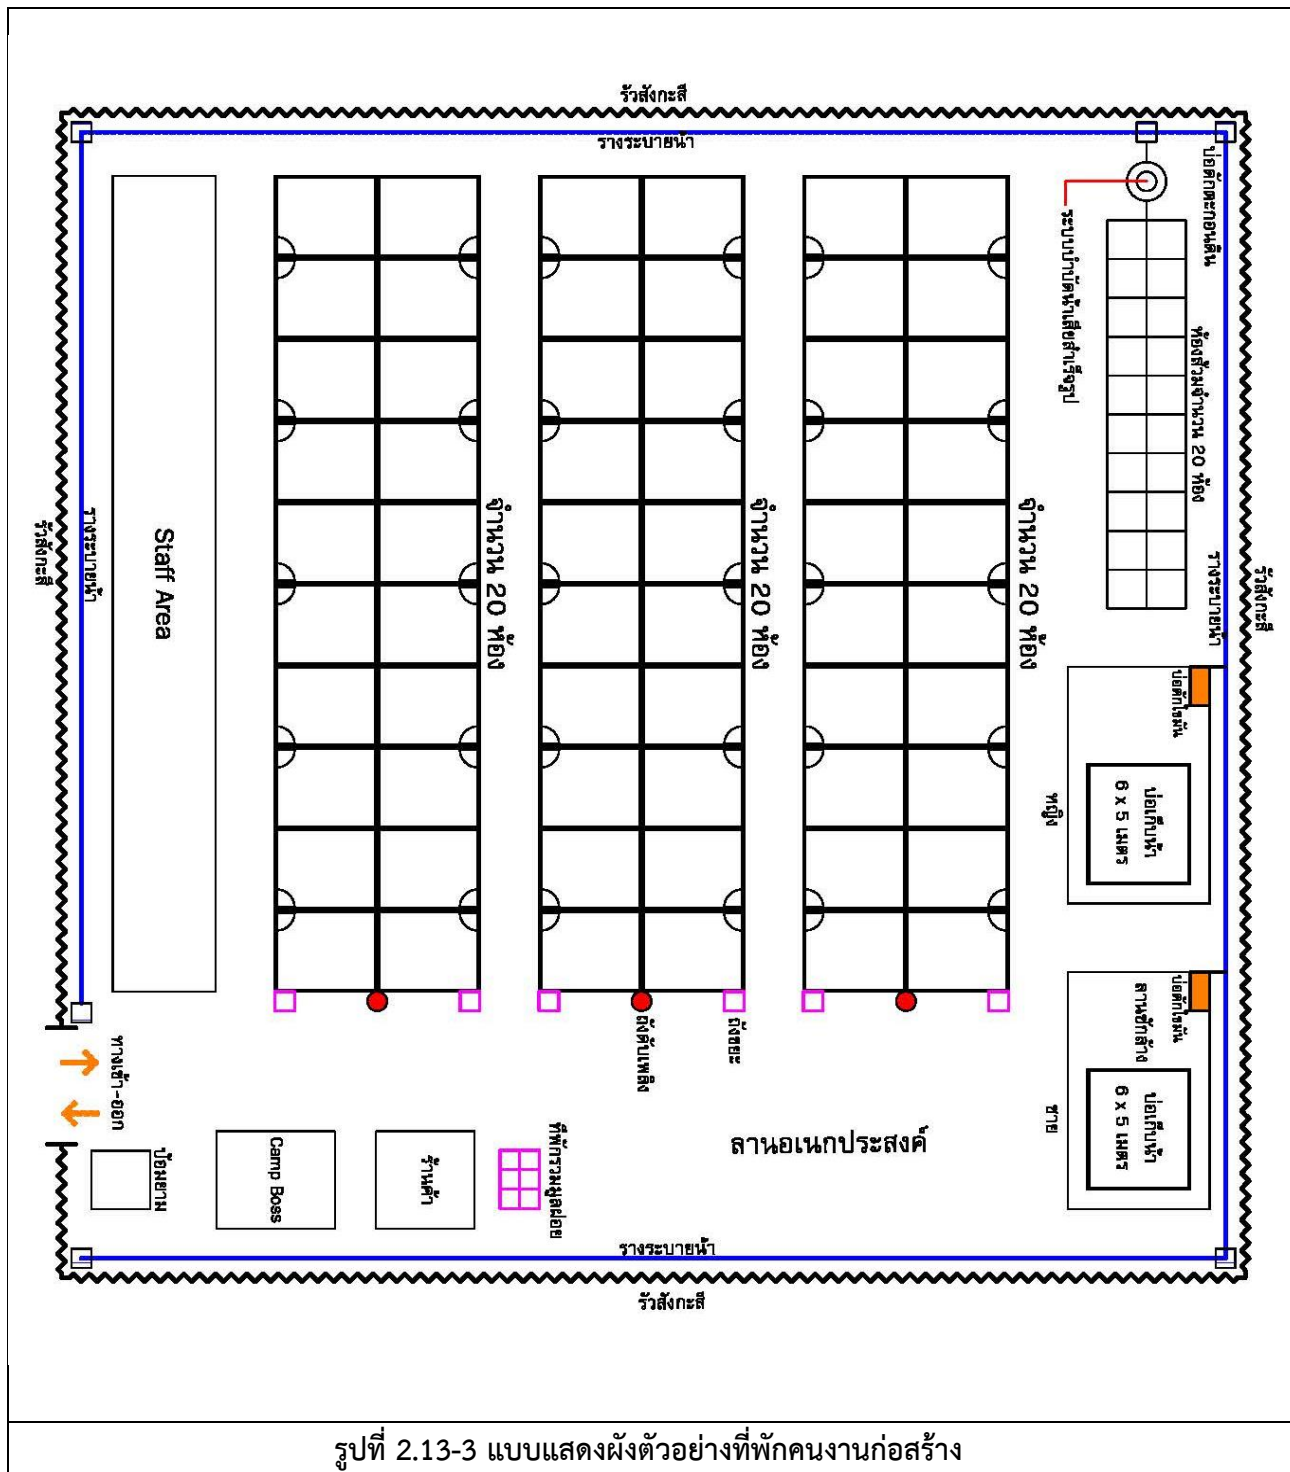 รั้วสังกะสี
รางระบายน้ำ
บ่อดักตะกอนดิน
ระบบบำบัดน้ำเสียสำเร็จรูป
ห้องส้วมจำนวน 20 ห้อง
รั้วสังกะสี
รางระบายน้ำ
Staff Area
จำนวน 20 ห้อง
จำนวน 20 ห้อง
จำนวน 20 ห้อง
รางระบายน้ำ
รั้วสังกะสี
บ่อดักไขมัน
บ่อเก็บน้ำ
6 x 5 เมตร
หญิง
บ่อดักไขมัน
ลานซักล้าง
บ่อเก็บน้ำ
6 x 5 เมตร
ชาย
ถังดับเพลิง
ถังขยะ
ทางเข้า-ออก
ป้อมยาม
Camp Boss
ร้านค้า
ที่พักรวมมูลฝอย
ลานอเนกประสงค์
รางระบายน้ำ
รั้วสังกะสี
รูปที่ 2.13-3 แบบแสดงผังตัวอย่างที่พักคนงานก่อสร้าง